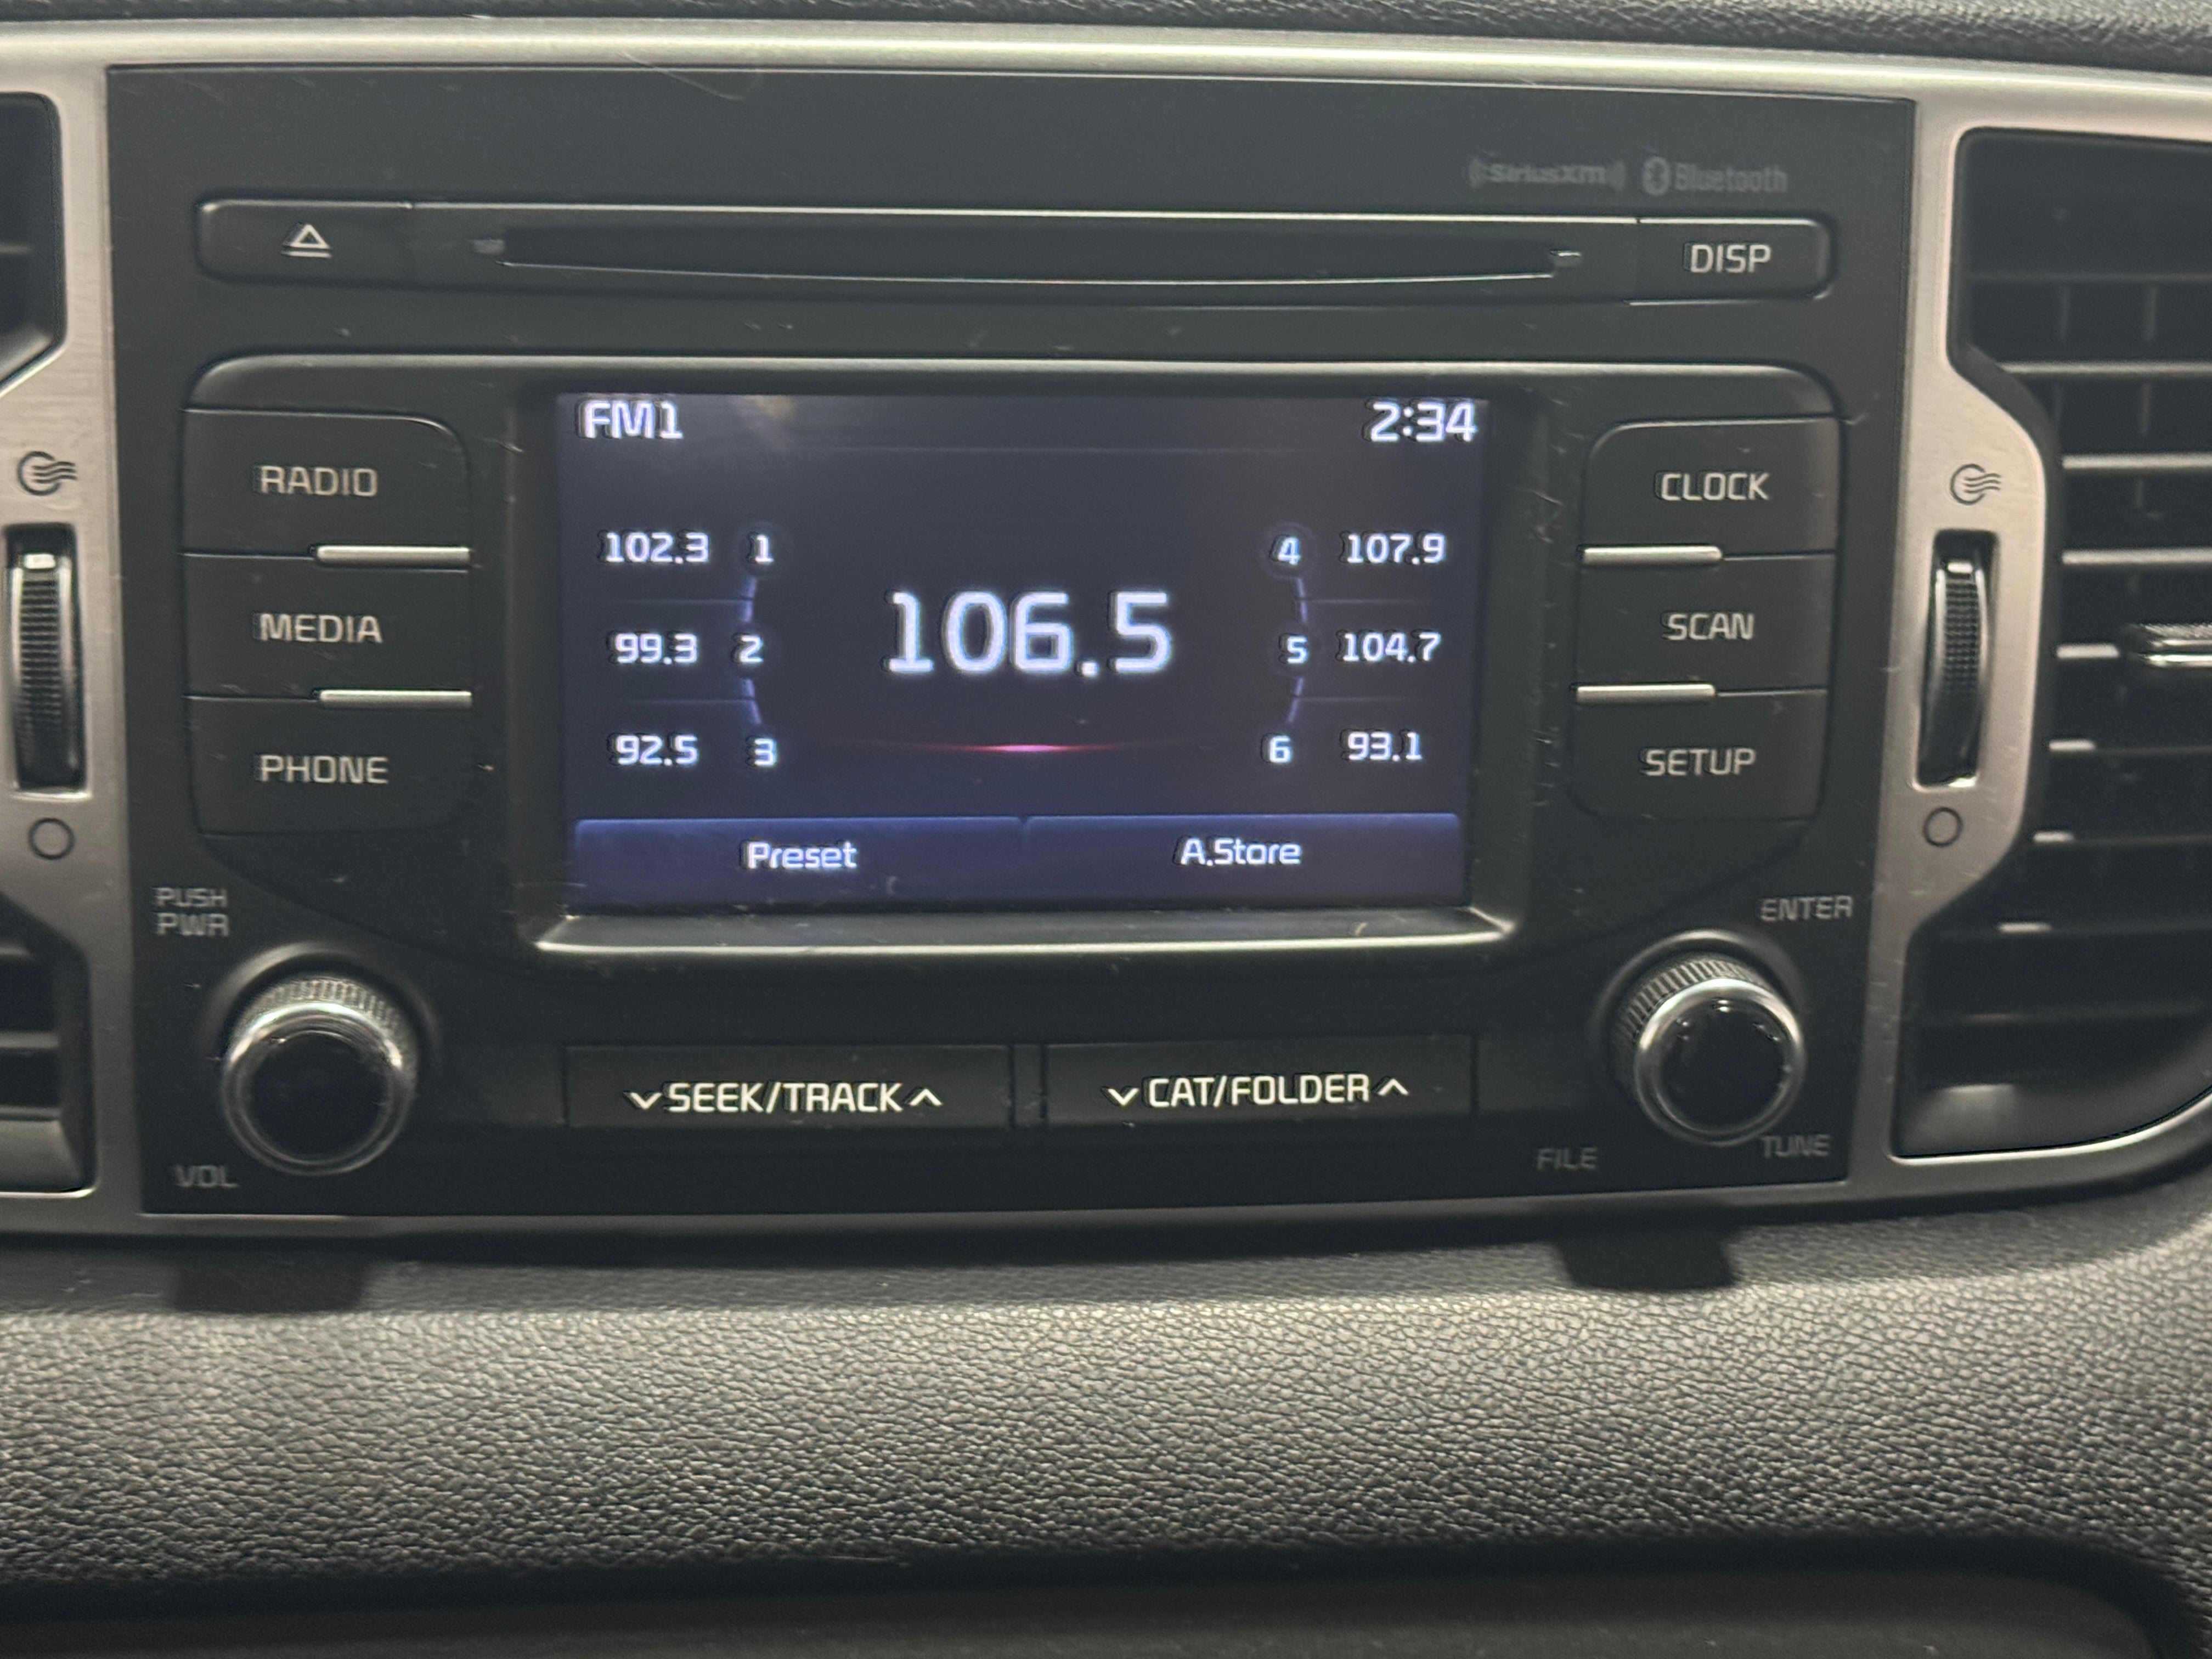 ((SiriusXM)) Bluetooth
DISP
FM1 2:34
RADIO
CLOCK
102.3 1 4 107.9
106.5
MEDIA
SCAN
99.3 2 5 104.7
92.5 3 6 93.1
PHONE
SETUP
Preset A.Store
PUSH
PWR
ENTER
SEEK/TRACK
CAT/FOLDER
VOL
FILE
TUNE